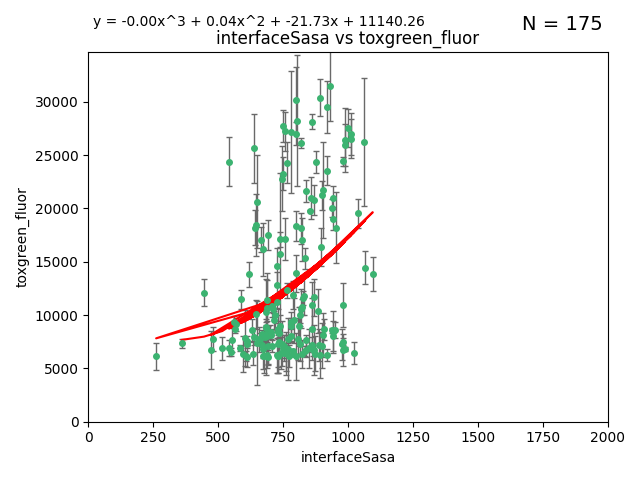 y = -0.00x^3 + 0.04x^2 + -21.73x + 11140.26
N = 175
interfaceSasa vs toxgreen_fluor
30000
25000
20000
15000
10000
5000
0
toxgreen_fluor
0 250 500 750 1000 1250 1500 1750 2000
interfaceSasa